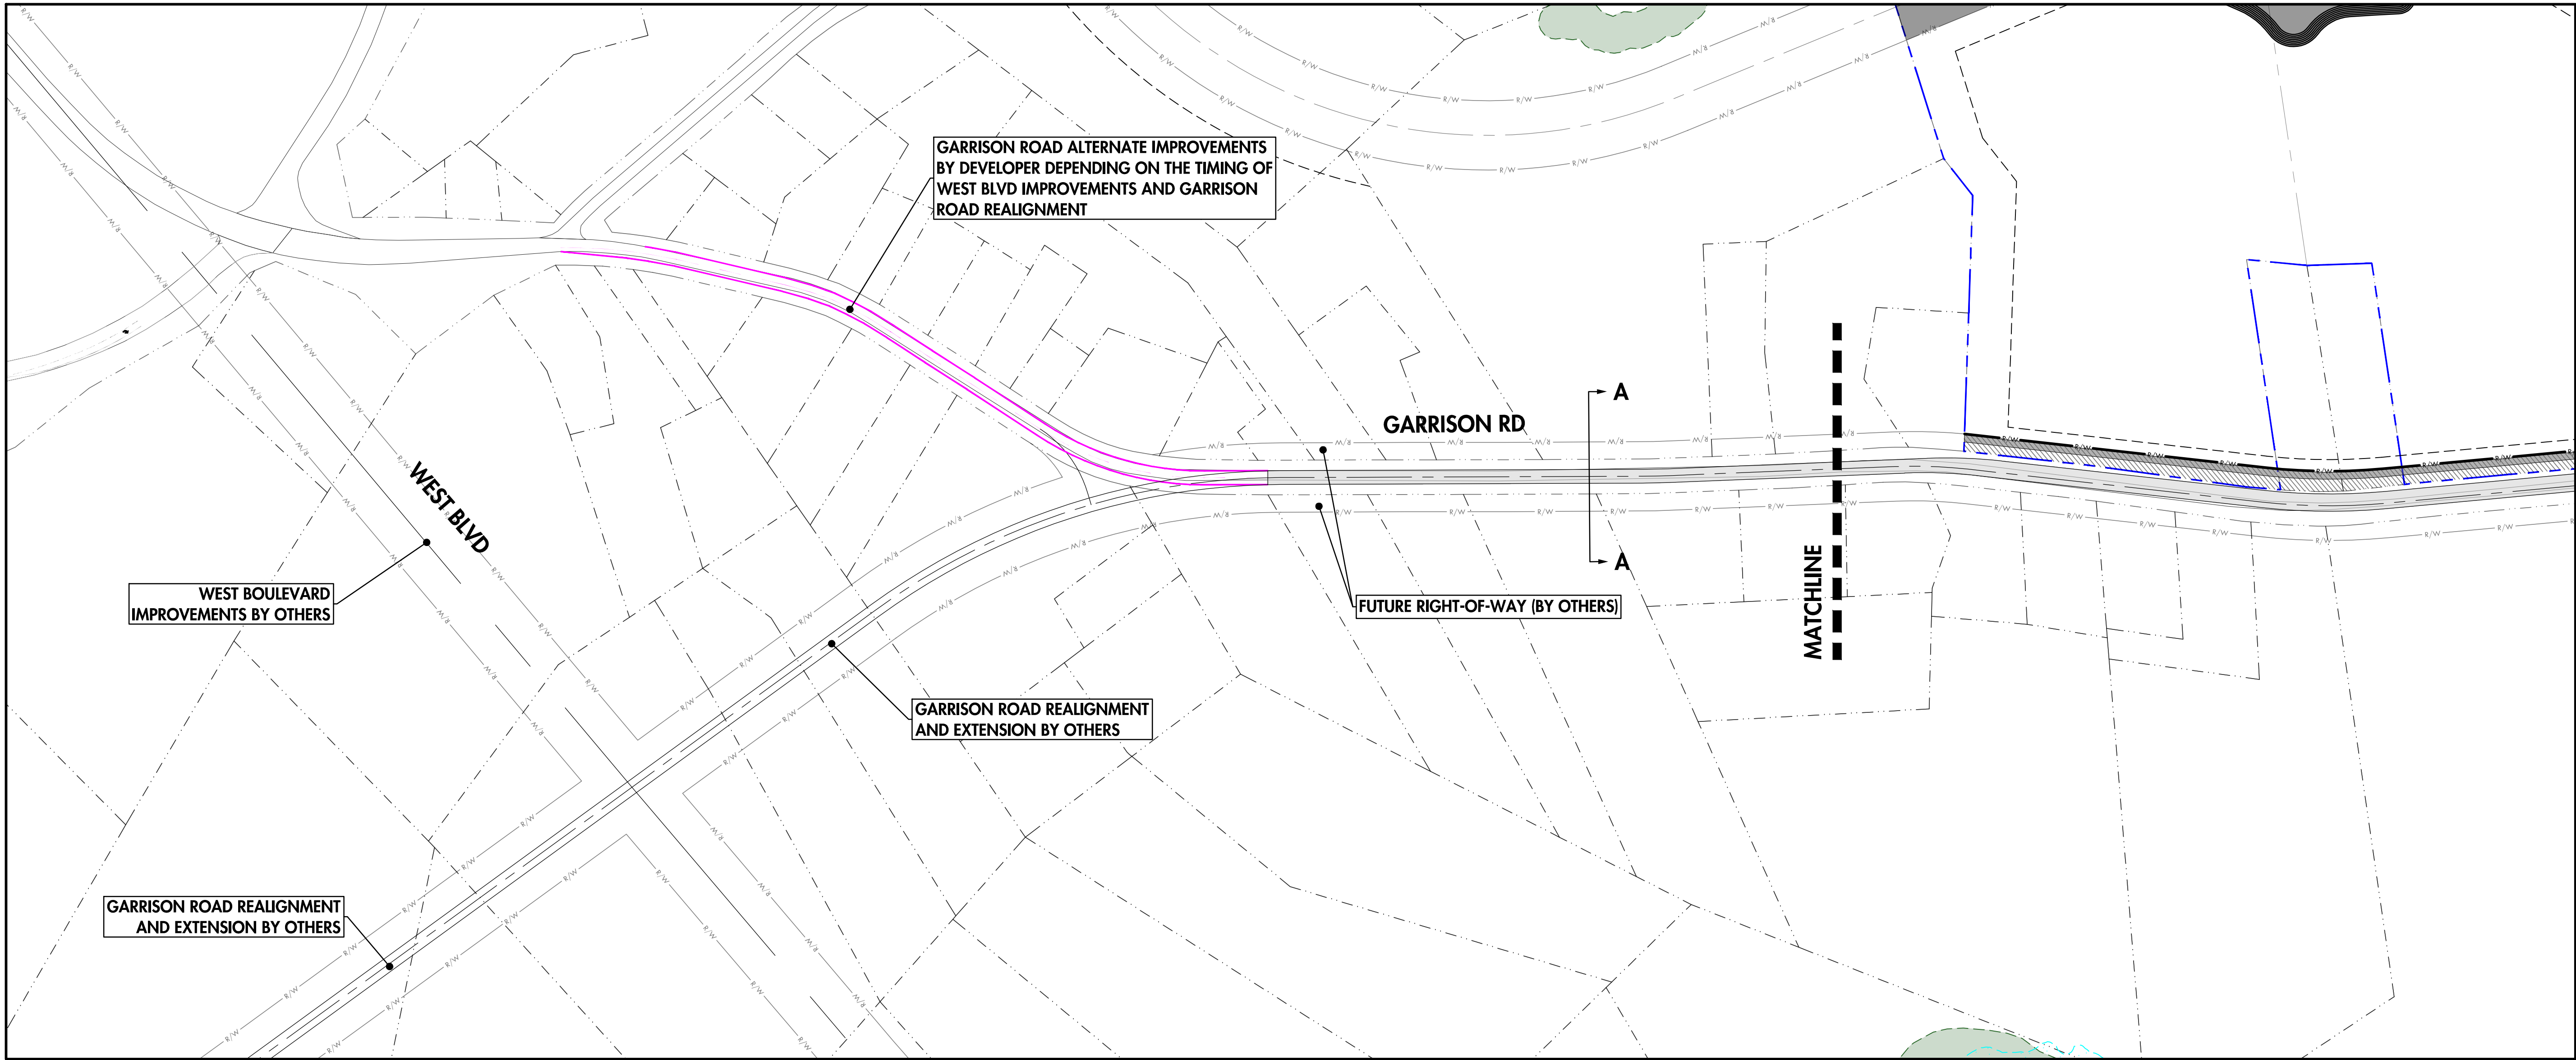 GARRISON ROAD ALTERNATE IMPROVEMENTS
BY DEVELOPER DEPENDING ON THE TIMING OF
WEST BLVD IMPROVEMENTS AND GARRISON
ROAD REALIGNMENT
A
GARRISON RD
WEST BLVD
A
MATCHLINE
WEST BOULEVARD
IMPROVEMENTS BY OTHERS
FUTURE RIGHT-OF-WAY (BY OTHERS)
GARRISON ROAD REALIGNMENT
AND EXTENSION BY OTHERS
GARRISON ROAD REALIGNMENT
AND EXTENSION BY OTHERS
R/W